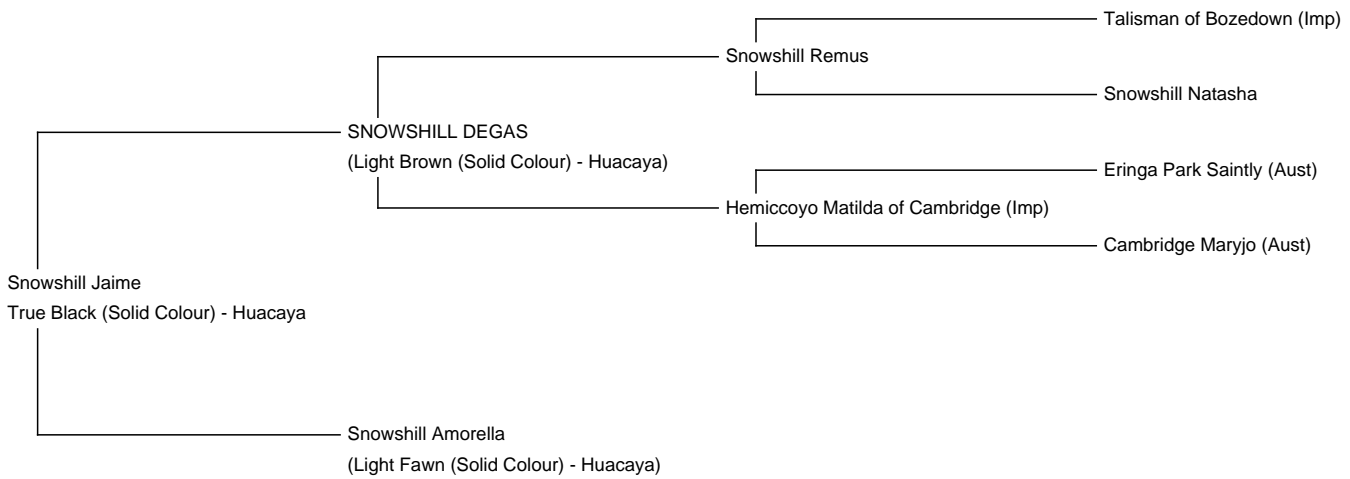 Talisman of Bozedown (Imp)
Snowshill Remus
Snowshill Natasha
SNOWSHILL DEGAS
(Light Brown (Solid Colour) - Huacaya)
Eringa Park Saintly (Aust)
Hemiccoyo Matilda of Cambridge (Imp)
Cambridge Maryjo (Aust)
Snowshill Jaime
True Black (Solid Colour) - Huacaya
Snowshill Amorella
(Light Fawn (Solid Colour) - Huacaya)